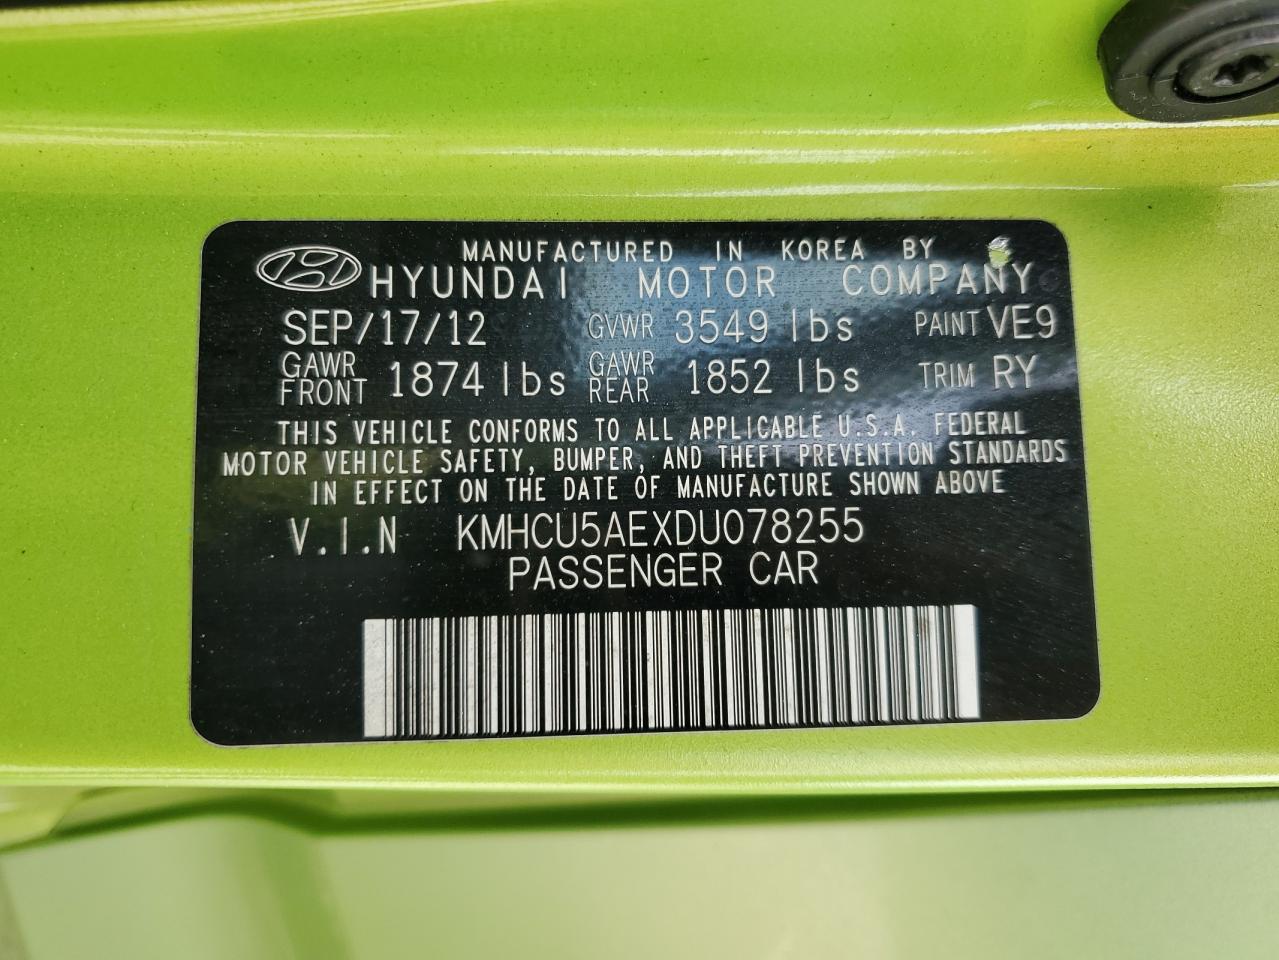 MANUFACTURED IN KOREA BY
HYUNDAI MOTOR COMPANY
SEP/17/12 GVWR 3549 lbs PAINT VE9
GAWR FRONT 1874 lbs GAWR REAR 1852 lbs TRIM RY
THIS VEHICLE CONFORMS TO ALL APPLICABLE U.S.A. FEDERAL
MOTOR VEHICLE SAFETY, BUMPER, AND THEFT PREVENTION STANDARDS
IN EFFECT ON THE DATE OF MANUFACTURE SHOWN ABOVE
V.I.N KMHCU5AEXDU078255
PASSENGER CAR